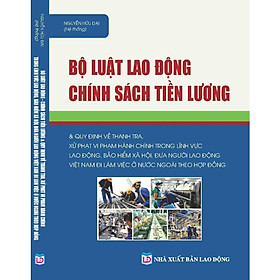 NGUYỄN HỮU ĐẠI
(Hệ thống)
BỘ LUẬT LAO ĐỘNG
CHÍNH SÁCH TIỀN LƯƠNG
& QUY ĐỊNH VỀ THANH TRA,
XỬ PHẠT VI PHẠM HÀNH CHÍNH TRONG LĨNH VỰC
LAO ĐỘNG, BẢO HIỂM XÃ HỘI, ĐƯA NGƯỜI LAO ĐỘNG
VIỆT NAM ĐI LÀM VIỆC Ở NƯỚC NGOÀI THEO HỢP ĐỒNG
NHÀ XUẤT BẢN LAO ĐỘNG